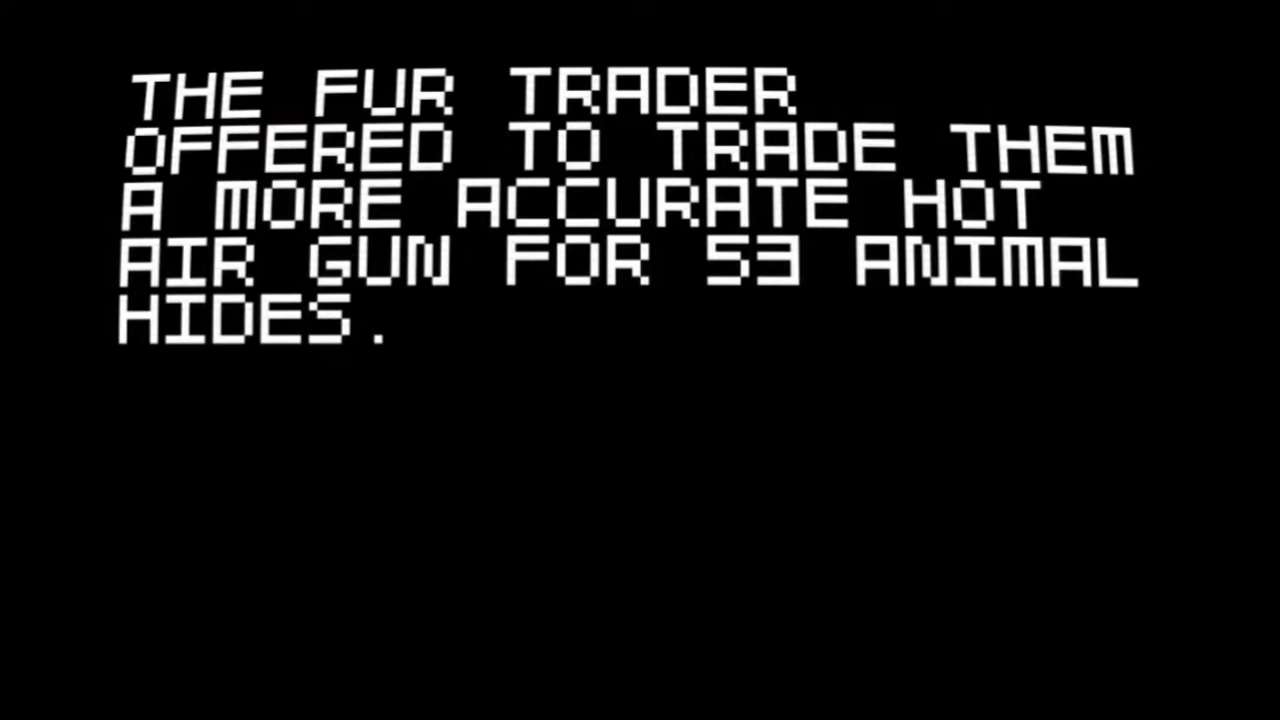 THE FUR TRADER
OFFERED TO TRADE THEM
A MORE ACCURATE HOT
AIR GUN FOR 53 ANIMAL
HIDES.